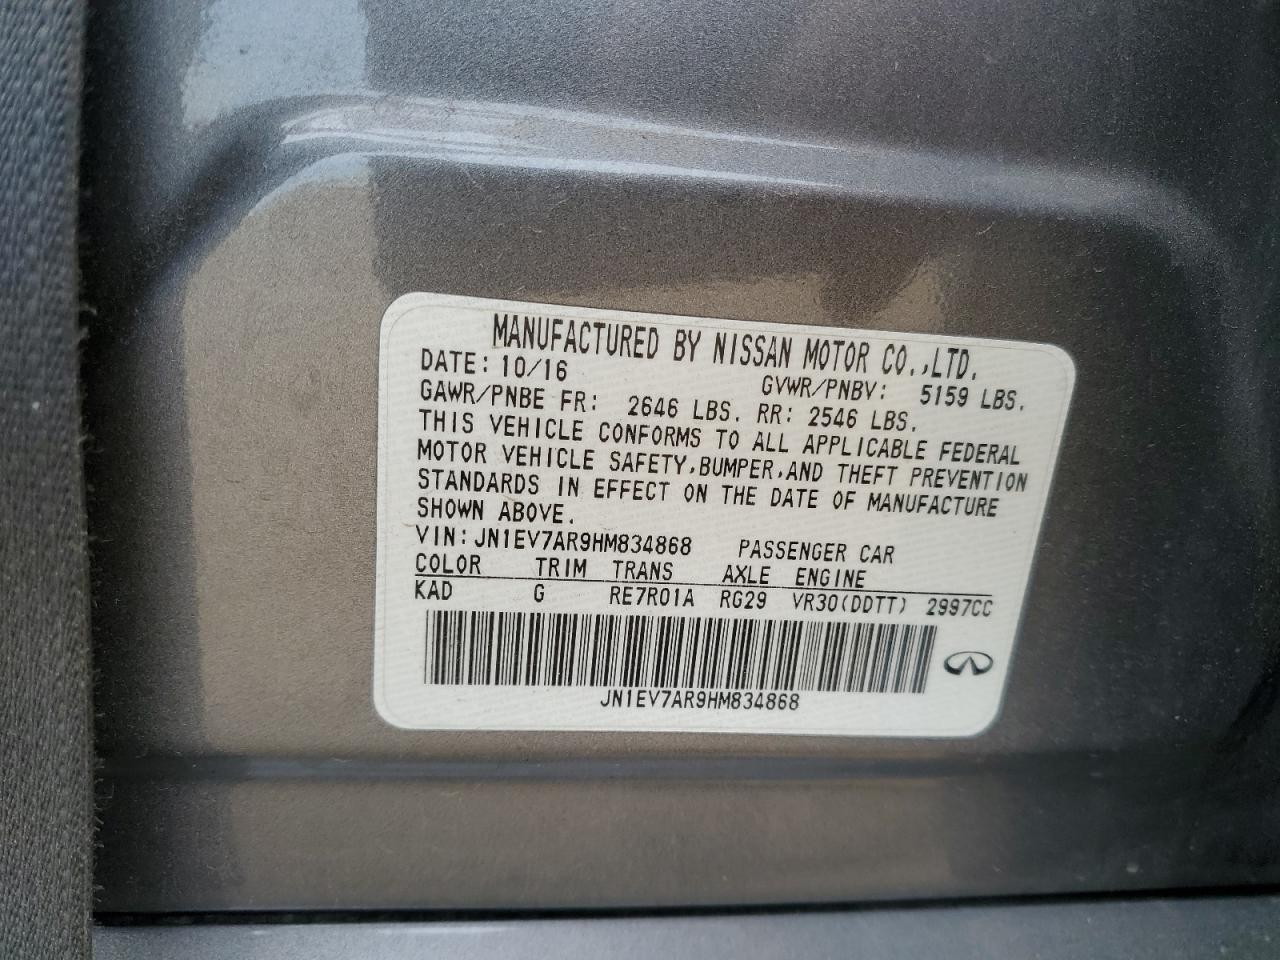 MANUFACTURED BY NISSAN MOTOR CO.,LTD.
DATE: 10/16 GVWR/PNBV: 5159 LBS.
GAWR/PNBE FR: 2646 LBS. RR: 2546 LBS.
THIS VEHICLE CONFORMS TO ALL APPLICABLE FEDERAL
MOTOR VEHICLE SAFETY,BUMPER,AND THEFT PREVENTION
STANDARDS IN EFFECT ON THE DATE OF MANUFACTURE
SHOWN ABOVE.
VIN: JN1EV7AR9HM834868 PASSENGER CAR
COLOR TRIM TRANS AXLE ENGINE
KAD G RE7R01A RG29 VR30(DDTT) 2997CC
JN1EV7AR9HM834868